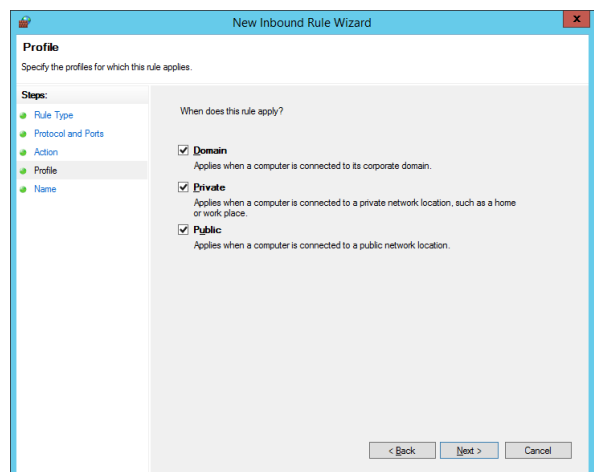 New Inbound Rule Wizard
x
Profile
Specify the profiles for which this rule applies.
Steps:
Rule Type
Protocol and Ports
Action
Profile
Name
When does this rule apply?
Domain
Applies when a computer is connected to its corporate domain.
Private
Applies when a computer is connected to a private network location, such as a home
or work place.
Public
Applies when a computer is connected to a public network location.
< Back
Next >
Cancel